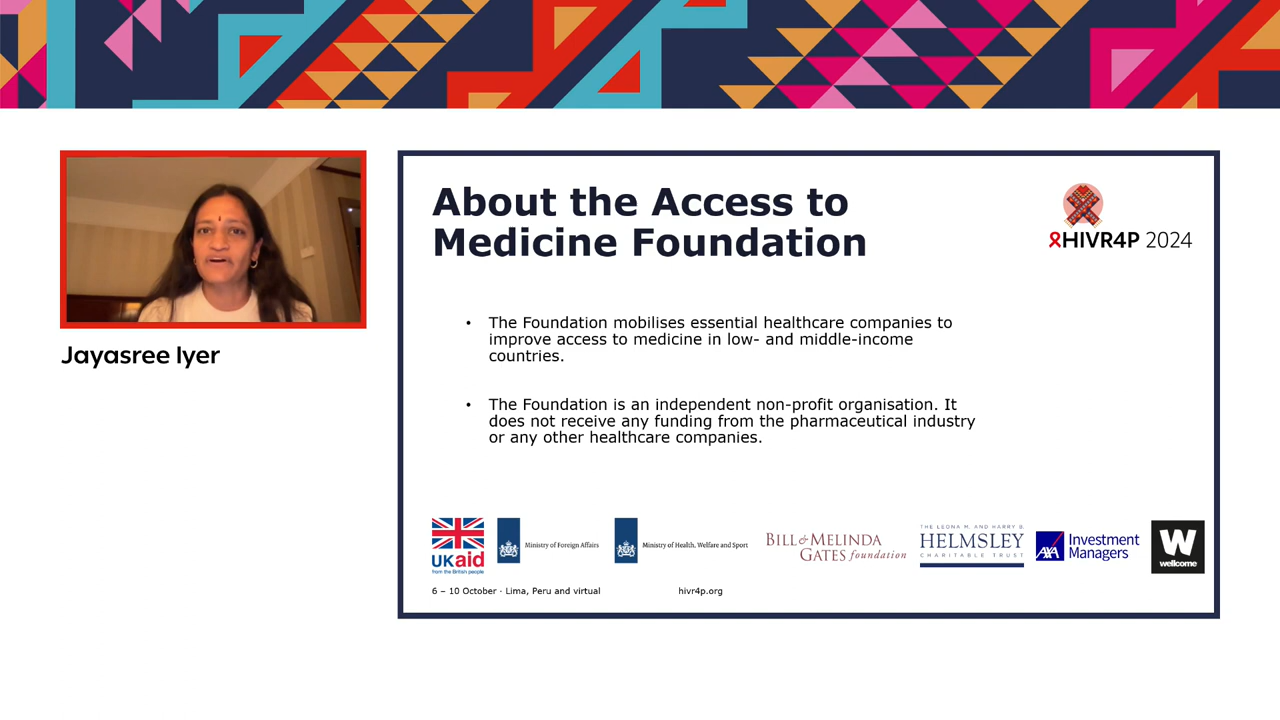 About the Access to
Medicine Foundation
HIVR4P 2024
Jayasree Iyer
• The Foundation mobilises essential healthcare companies to
improve access to medicine in low- and middle-income
countries.
• The Foundation is an independent non-profit organisation. It
does not receive any funding from the pharmaceutical industry
or any other healthcare companies.
UKaid
from the British people
Ministry of Foreign Affairs
Ministry of Health, Welfare and Sport
BILL & MELINDA
GATES foundation
THE LEONA M. AND HARRY B.
HELMSLEY
CHARITABLE TRUST
AXA
Investment
Managers
W
wellcome
6 – 10 October · Lima, Peru and virtual
hivr4p.org